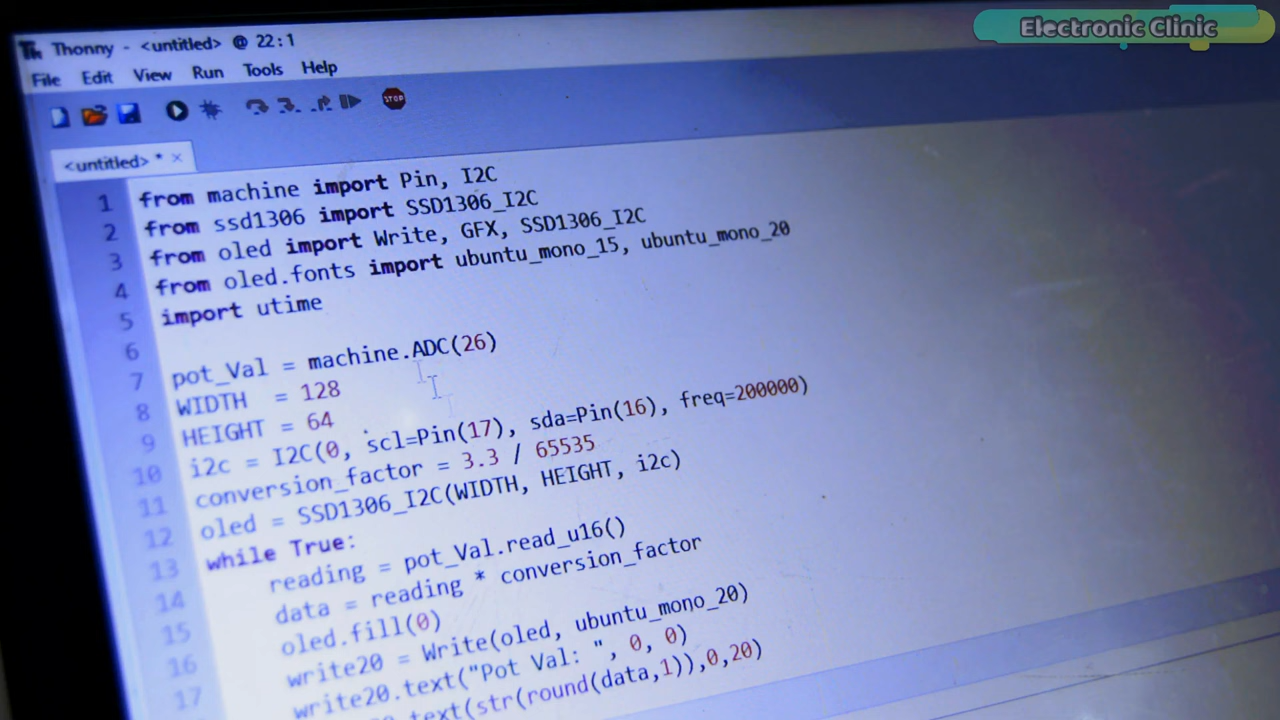 Electronic Clinic
Thonny - <untitled> @ 22:1
File Edit View Run Tools Help
STOP
<untitled> * ×
1 from machine import Pin, I2C
2 from ssd1306 import SSD1306_I2C
3 from oled import Write, GFX, SSD1306_I2C
4 from oled.fonts import ubuntu_mono_15, ubuntu_mono_20
5 import utime
6
7 pot_Val = machine.ADC(26)
8 WIDTH = 128
9 HEIGHT = 64
10 i2c = I2C(0, scl=Pin(17), sda=Pin(16), freq=200000)
11 conversion_factor = 3.3 / 65535
12 oled = SSD1306_I2C(WIDTH, HEIGHT, i2c)
13 while True:
14 reading = pot_Val.read_u16()
15 data = reading * conversion_factor
16 oled.fill(0)
17 write20 = Write(oled, ubuntu_mono_20)
write20.text("Pot Val: ", 0, 0)
.text(str(round(data,1)),0,20)